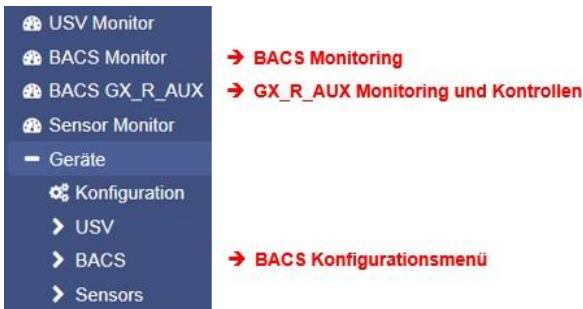 USV Monitor
BACS Monitor → BACS Monitoring
BACS GX_R_AUX → GX_R_AUX Monitoring und Kontrollen
Sensor Monitor
Geräte
Konfiguration
USV
BACS → BACS Konfigurationsmenü
Sensors